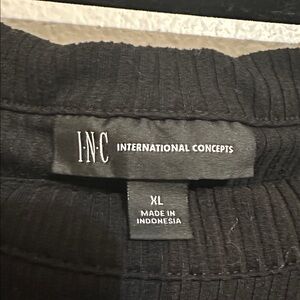 I·N·C INTERNATIONAL CONCEPTS
XL
MADE IN
INDONESIA